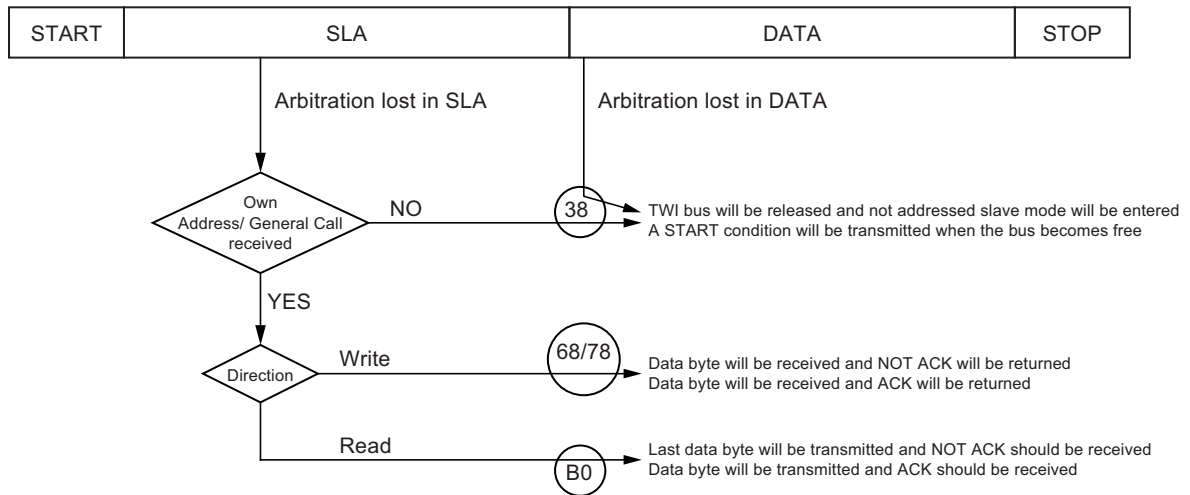 START SLA DATA STOP
Arbitration lost in SLA Arbitration lost in DATA
Own
Address/ General Call
received
NO
38
TWI bus will be released and not addressed slave mode will be entered
A START condition will be transmitted when the bus becomes free
YES
Direction
Write
68/78
Data byte will be received and NOT ACK will be returned
Data byte will be received and ACK will be returned
Read
B0
Last data byte will be transmitted and NOT ACK should be received
Data byte will be transmitted and ACK should be received